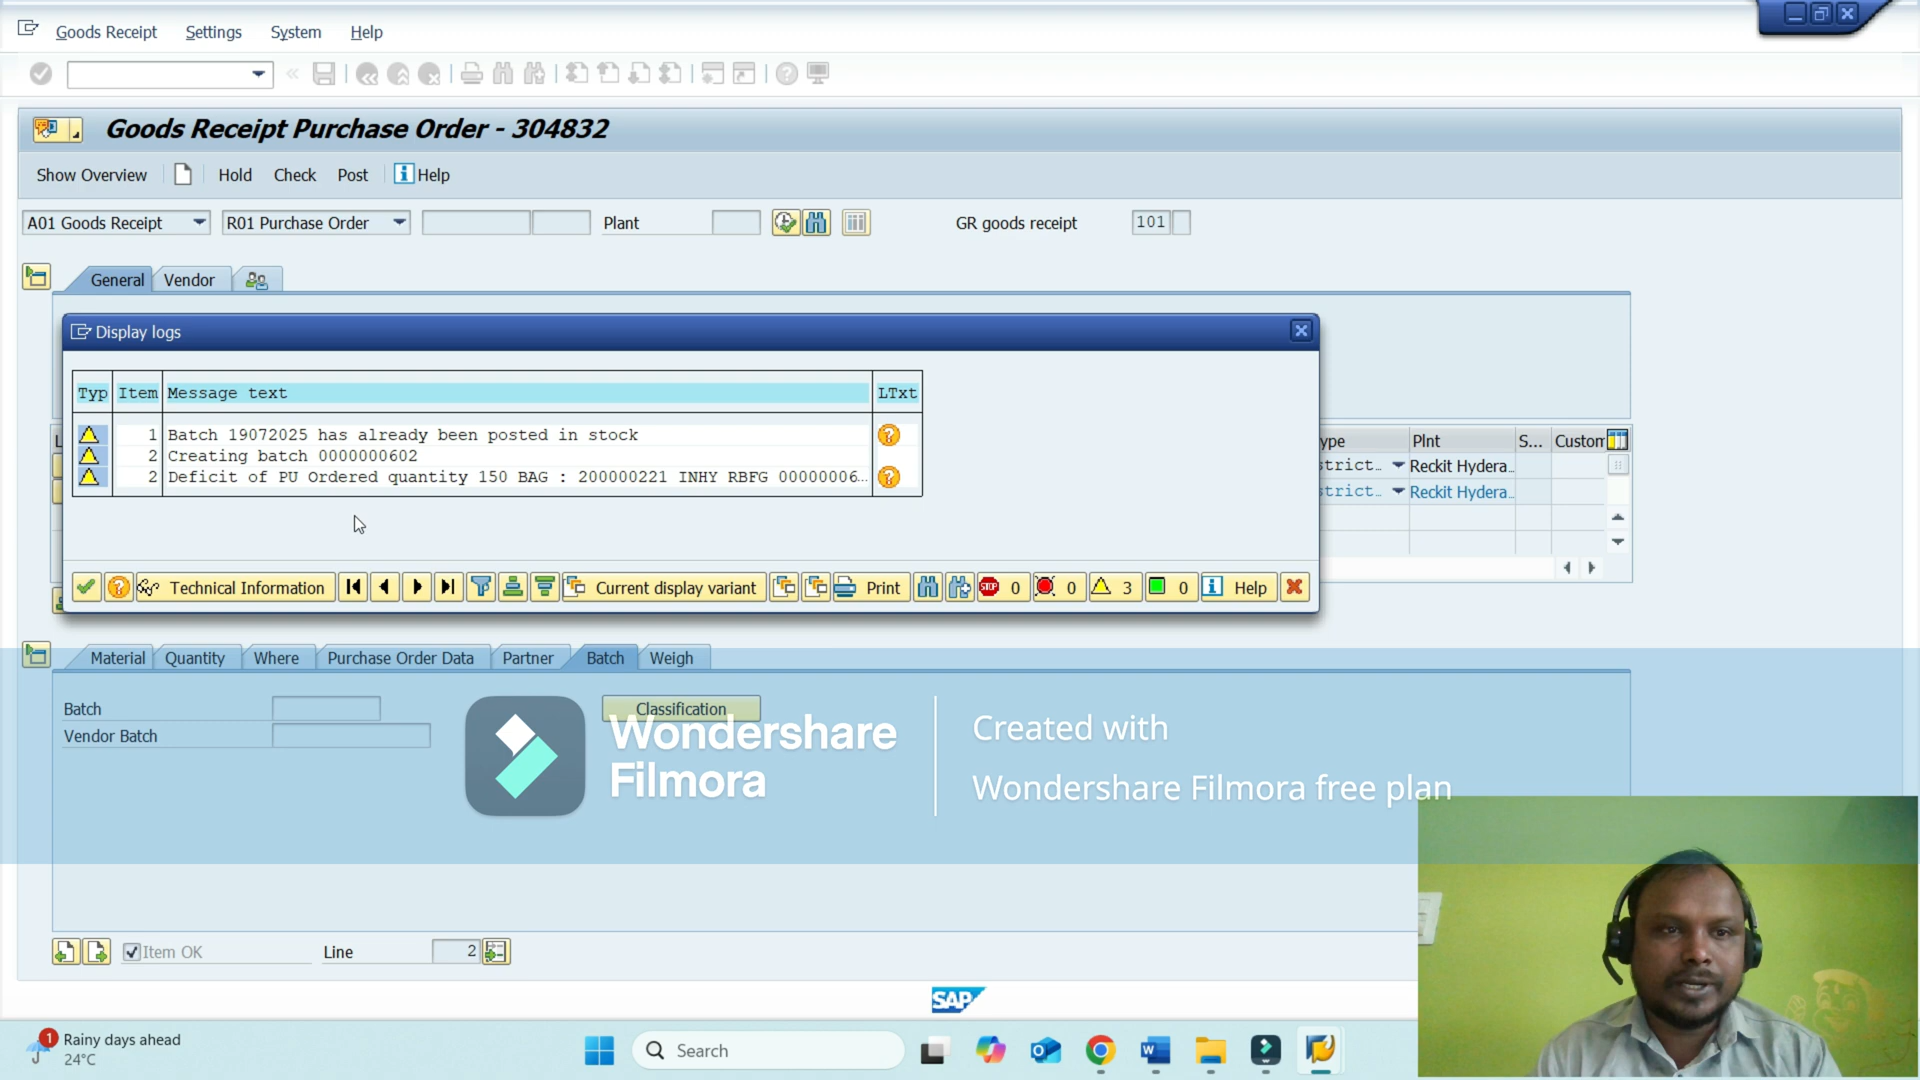 Goods Receipt Settings System Help
Goods Receipt Purchase Order - 304832
Show Overview Hold Check Post Help
A01 Goods Receipt R01 Purchase Order Plant GR goods receipt 101
General Vendor
Display logs
Typ Item Message text LTxt
1 Batch 19072025 has already been posted in stock
2 Creating batch 0000000602
2 Deficit of PU Ordered quantity 150 BAG : 200000221 INHY RBFG 00000006...
ype Plnt S... Custom
strict.. Reckit Hydera..
strict.. Reckit Hydera..
Technical Information Current display variant Print STOP 0 0 3 0 Help
Material Quantity Where Purchase Order Data Partner Batch Weigh
Batch Classification
Vendor Batch
Wondershare
Filmora
Created with
Wondershare Filmora free plan
Item OK Line 2
SAP
1 Rainy days ahead
24°C
Search